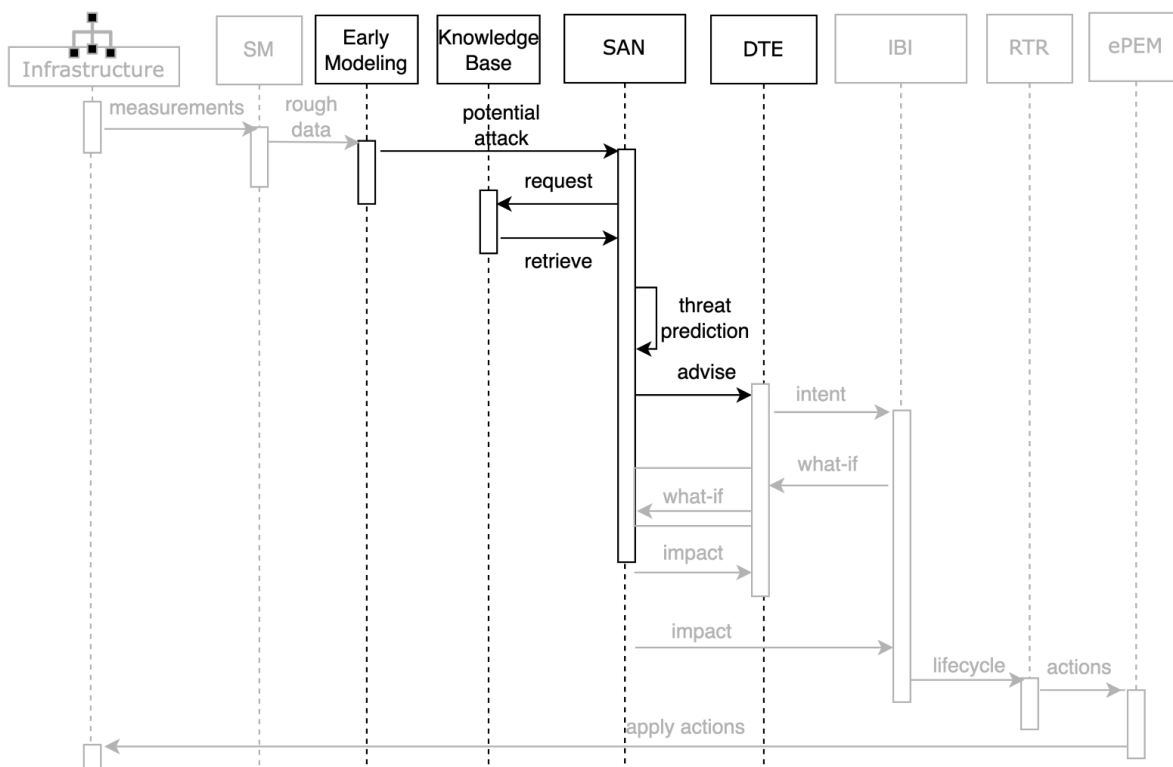 Infrastructure
SM
Early
Modeling
Knowledge
Base
SAN
DTE
IBI
RTR
ePEM
measurements
rough
data
potential
attack
request
retrieve
threat
prediction
advise
intent
what-if
what-if
impact
impact
lifecycle
actions
apply actions